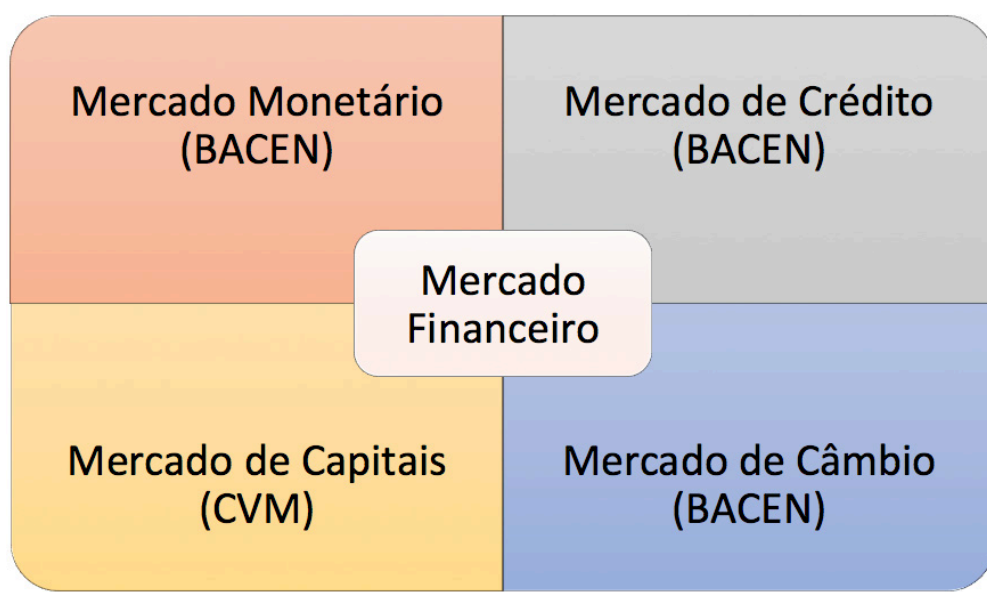 Mercado Monetário
(BACEN)
Mercado de Crédito
(BACEN)
Mercado
Financeiro
Mercado de Capitais
(CVM)
Mercado de Câmbio
(BACEN)